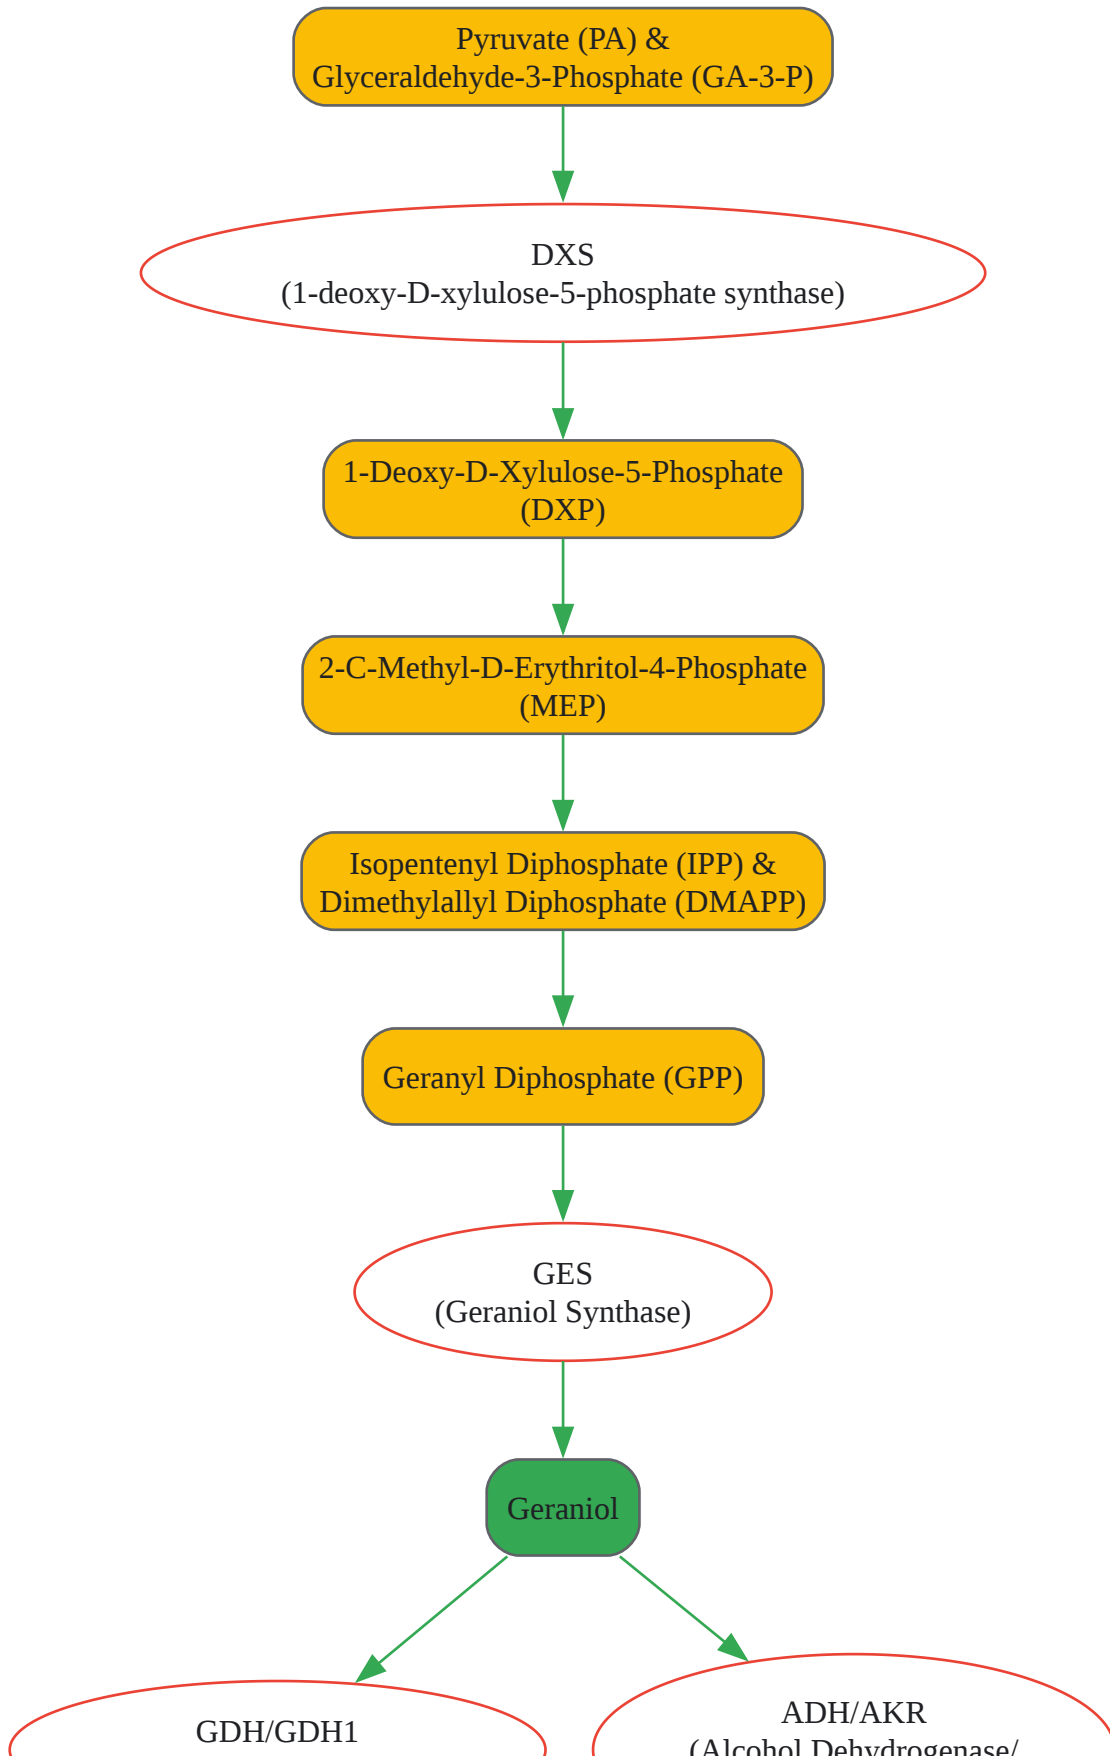 Pyruvate (PA) &
Glyceraldehyde-3-Phosphate (GA-3-P)
DXS
(1-deoxy-D-xylulose-5-phosphate synthase)
1-Deoxy-D-Xylulose-5-Phosphate
(DXP)
2-C-Methyl-D-Erythritol-4-Phosphate
(MEP)
Isopentenyl Diphosphate (IPP) &
Dimethylallyl Diphosphate (DMAPP)
Geranyl Diphosphate (GPP)
GES
(Geraniol Synthase)
Geraniol
GDH/GDH1
ADH/AKR
(Alcohol Dehydrogenase/